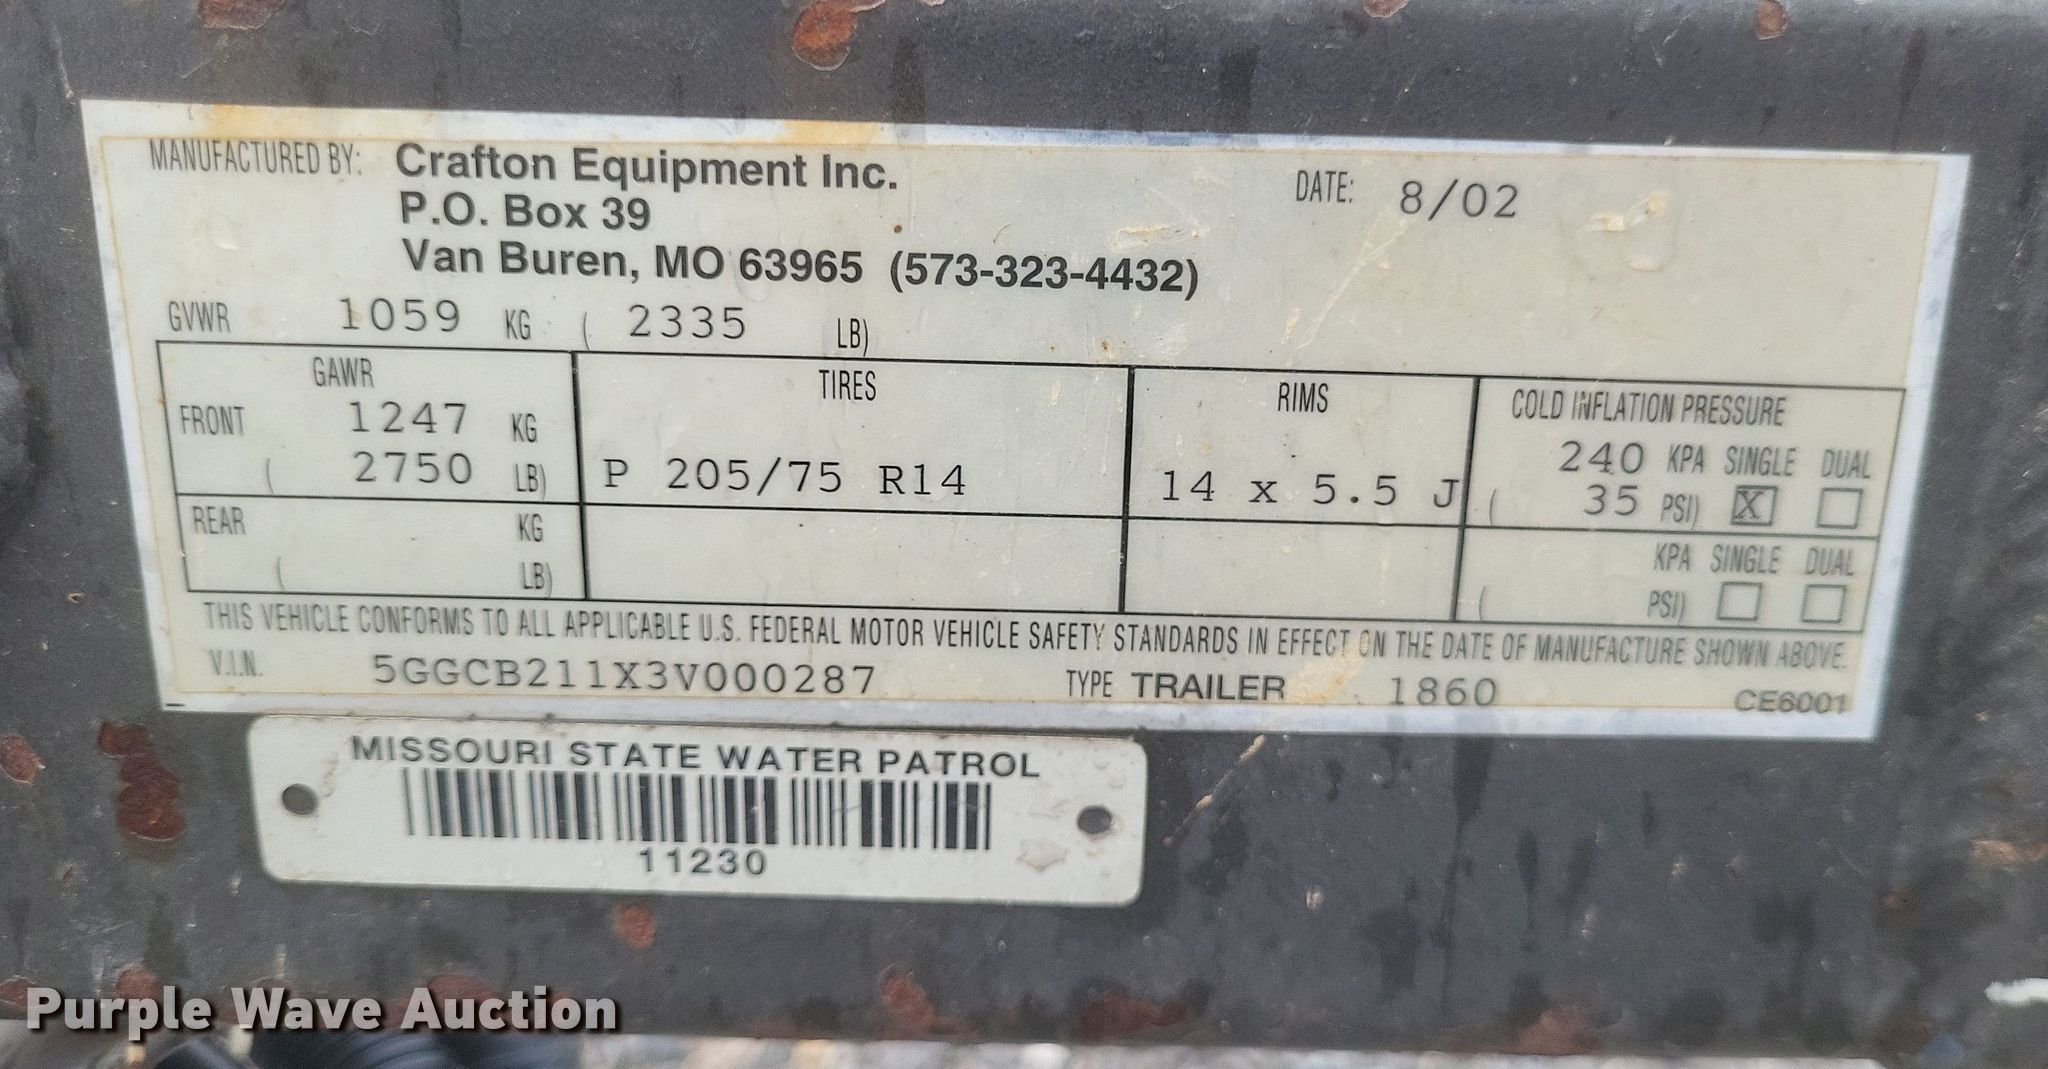 MANUFACTURED BY: Crafton Equipment Inc. DATE: 8/02
P.O. Box 39
Van Buren, MO 63965 (573-323-4432)
GVWR 1059 KG ( 2335 LB)
GAWR TIRES RIMS COLD INFLATION PRESSURE
FRONT 1247 KG 240 KPA SINGLE DUAL
( 2750 LB) P 205/75 R14 14 x 5.5 J ( 35 PSI) X
REAR KG KPA SINGLE DUAL
( LB) ( PSI)
THIS VEHICLE CONFORMS TO ALL APPLICABLE U.S. FEDERAL MOTOR VEHICLE SAFETY STANDARDS IN EFFECT ON THE DATE OF MANUFACTURE SHOWN ABOVE.
V.I.N. 5GGCB211X3V000287 TYPE TRAILER 1860 CE6001
MISSOURI STATE WATER PATROL
11230
Purple Wave Auction